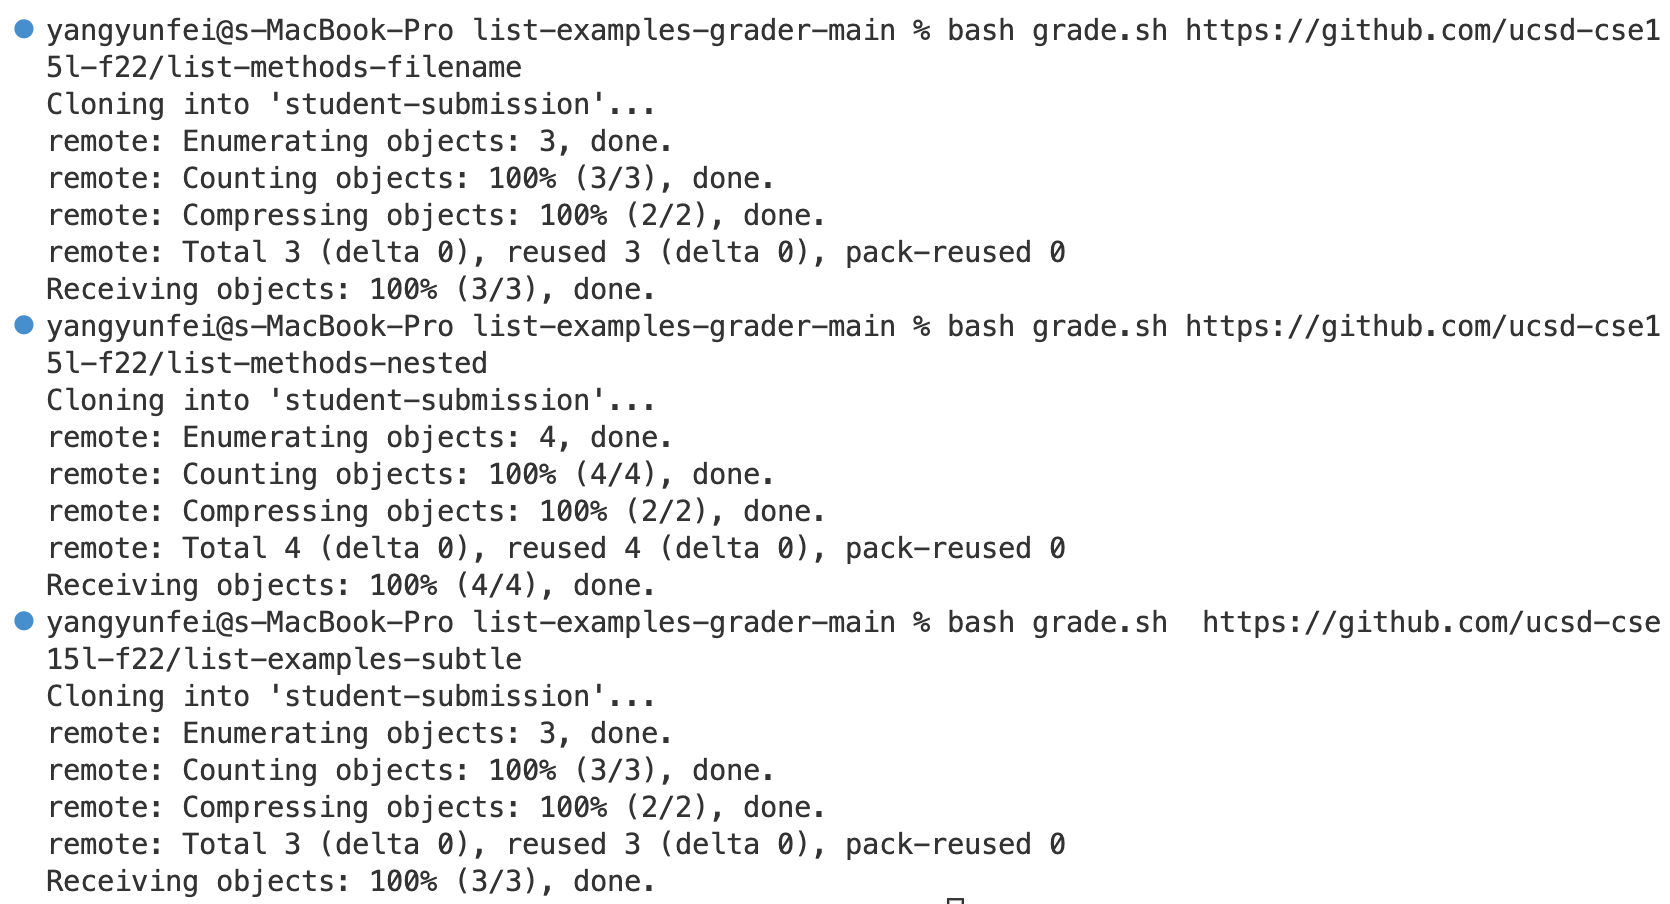 yangyunfei@s-MacBook-Pro list-examples-grader-main % bash grade.sh https://github.com/ucsd-cse1
5l-f22/list-methods-filename
Cloning into 'student-submission'...
remote: Enumerating objects: 3, done.
remote: Counting objects: 100% (3/3), done.
remote: Compressing objects: 100% (2/2), done.
remote: Total 3 (delta 0), reused 3 (delta 0), pack-reused 0
Receiving objects: 100% (3/3), done.
yangyunfei@s-MacBook-Pro list-examples-grader-main % bash grade.sh https://github.com/ucsd-cse1
5l-f22/list-methods-nested
Cloning into 'student-submission'...
remote: Enumerating objects: 4, done.
remote: Counting objects: 100% (4/4), done.
remote: Compressing objects: 100% (2/2), done.
remote: Total 4 (delta 0), reused 4 (delta 0), pack-reused 0
Receiving objects: 100% (4/4), done.
yangyunfei@s-MacBook-Pro list-examples-grader-main % bash grade.sh  https://github.com/ucsd-cse
15l-f22/list-examples-subtle
Cloning into 'student-submission'...
remote: Enumerating objects: 3, done.
remote: Counting objects: 100% (3/3), done.
remote: Compressing objects: 100% (2/2), done.
remote: Total 3 (delta 0), reused 3 (delta 0), pack-reused 0
Receiving objects: 100% (3/3), done.